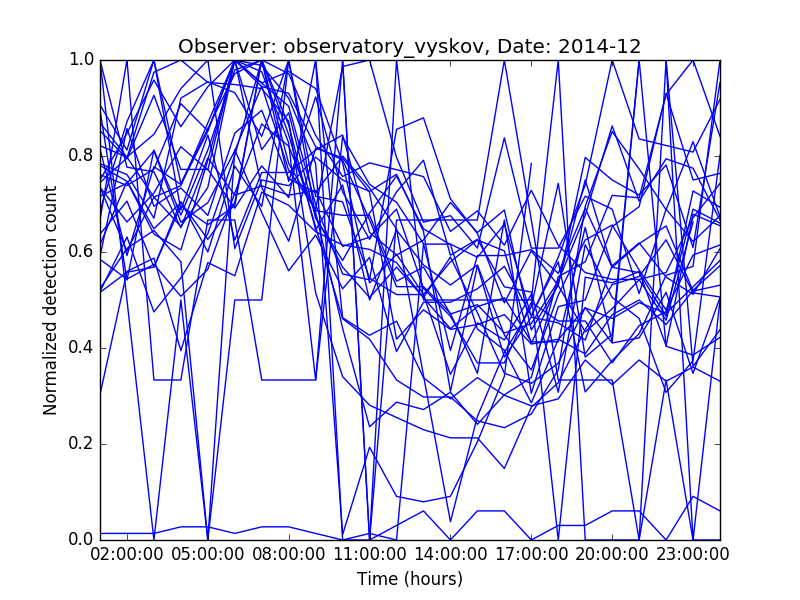 Observer: observatory_vyskov, Date: 2014-12
1.0
0.8
0.6
0.4
0.2
0.0
Normalized detection count
02:00:00 05:00:00 08:00:00 11:00:00 14:00:00 17:00:00 20:00:00 23:00:00
Time (hours)